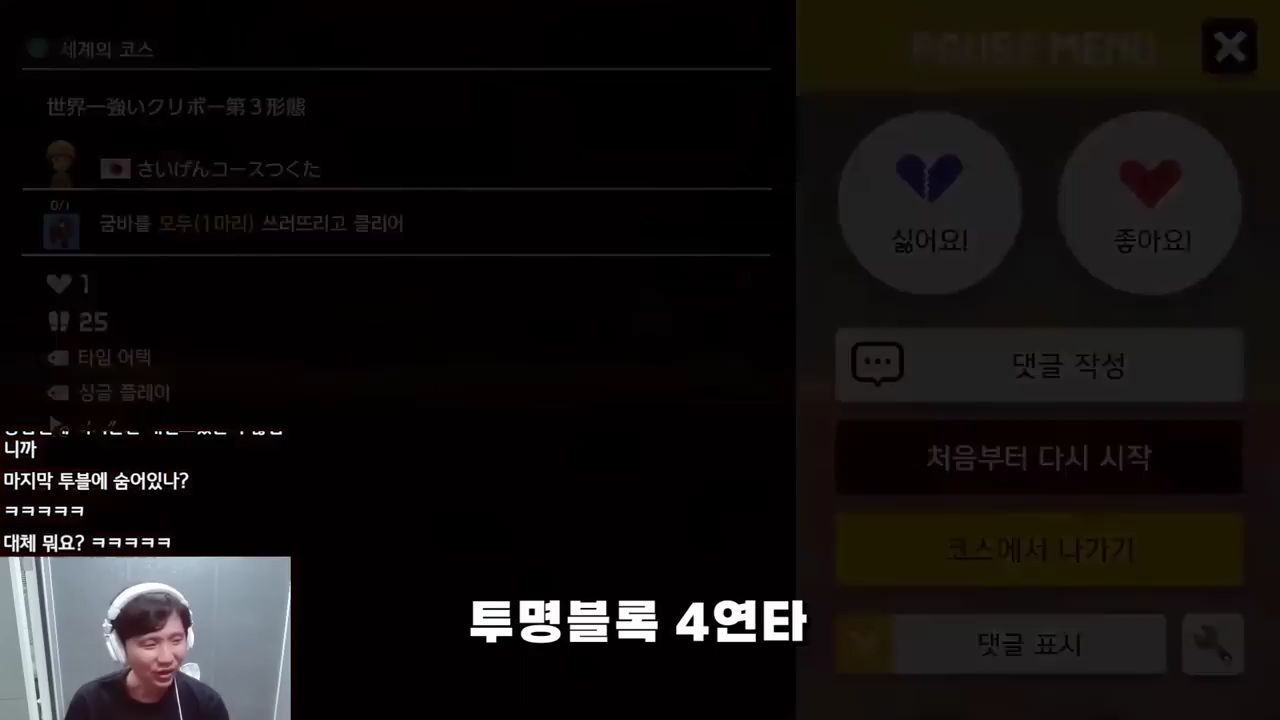 세계의 코스
PAUSE MENU
世界一強いクリボー第3形態
さいげんコースつくた
0/1
굼바를 모두(1마리) 쓰러뜨리고 클리어
싫어요!
좋아요!
1
25
타임 어택
싱글 플레이
댓글 작성
처음부터 다시 시작
코스에서 나가기
댓글 표시
니까
마지막 투블에 숨어있나?
ㅋㅋㅋㅋㅋ
대체 뭐요? ㅋㅋㅋㅋㅋ
투명블록 4연타